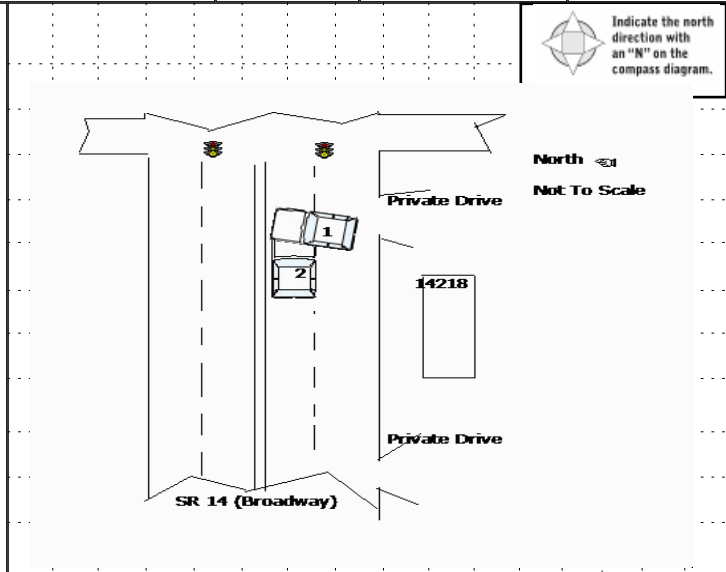 Indicate the north
direction with
an “N” on the
compass diagram.
North
Not To Scale
Private Drive
1
2
14218
Private Drive
SR 14 (Broadway)